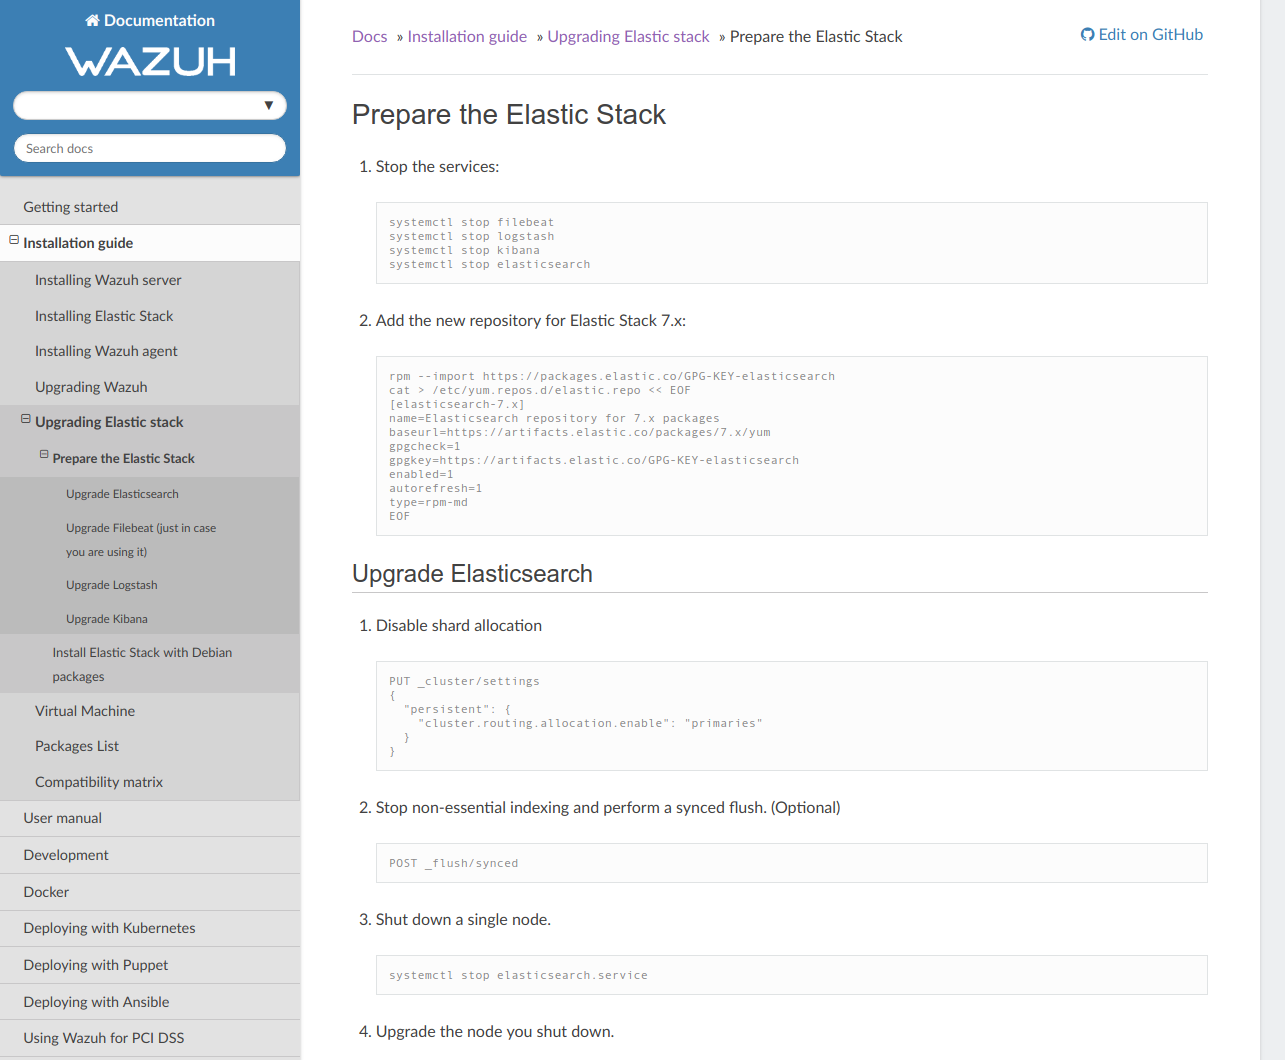 Documentation
WAZUH
Search docs
Getting started
Installation guide
Installing Wazuh server
Installing Elastic Stack
Installing Wazuh agent
Upgrading Wazuh
Upgrading Elastic stack
Prepare the Elastic Stack
Upgrade Elasticsearch
Upgrade Filebeat (just in case
you are using it)
Upgrade Logstash
Upgrade Kibana
Install Elastic Stack with Debian
packages
Virtual Machine
Packages List
Compatibility matrix
User manual
Development
Docker
Deploying with Kubernetes
Deploying with Puppet
Deploying with Ansible
Using Wazuh for PCI DSS
Docs » Installation guide » Upgrading Elastic stack » Prepare the Elastic Stack
Edit on GitHub
Prepare the Elastic Stack
1. Stop the services:
systemctl stop filebeat
systemctl stop logstash
systemctl stop kibana
systemctl stop elasticsearch
2. Add the new repository for Elastic Stack 7.x:
rpm --import https://packages.elastic.co/GPG-KEY-elasticsearch
cat > /etc/yum.repos.d/elastic.repo << EOF
[elasticsearch-7.x]
name=Elasticsearch repository for 7.x packages
baseurl=https://artifacts.elastic.co/packages/7.x/yum
gpgcheck=1
gpgkey=https://artifacts.elastic.co/GPG-KEY-elasticsearch
enabled=1
autorefresh=1
type=rpm-md
EOF
Upgrade Elasticsearch
1. Disable shard allocation
PUT _cluster/settings
{
  "persistent": {
    "cluster.routing.allocation.enable": "primaries"
  }
}
2. Stop non-essential indexing and perform a synced flush. (Optional)
POST _flush/synced
3. Shut down a single node.
systemctl stop elasticsearch.service
4. Upgrade the node you shut down.